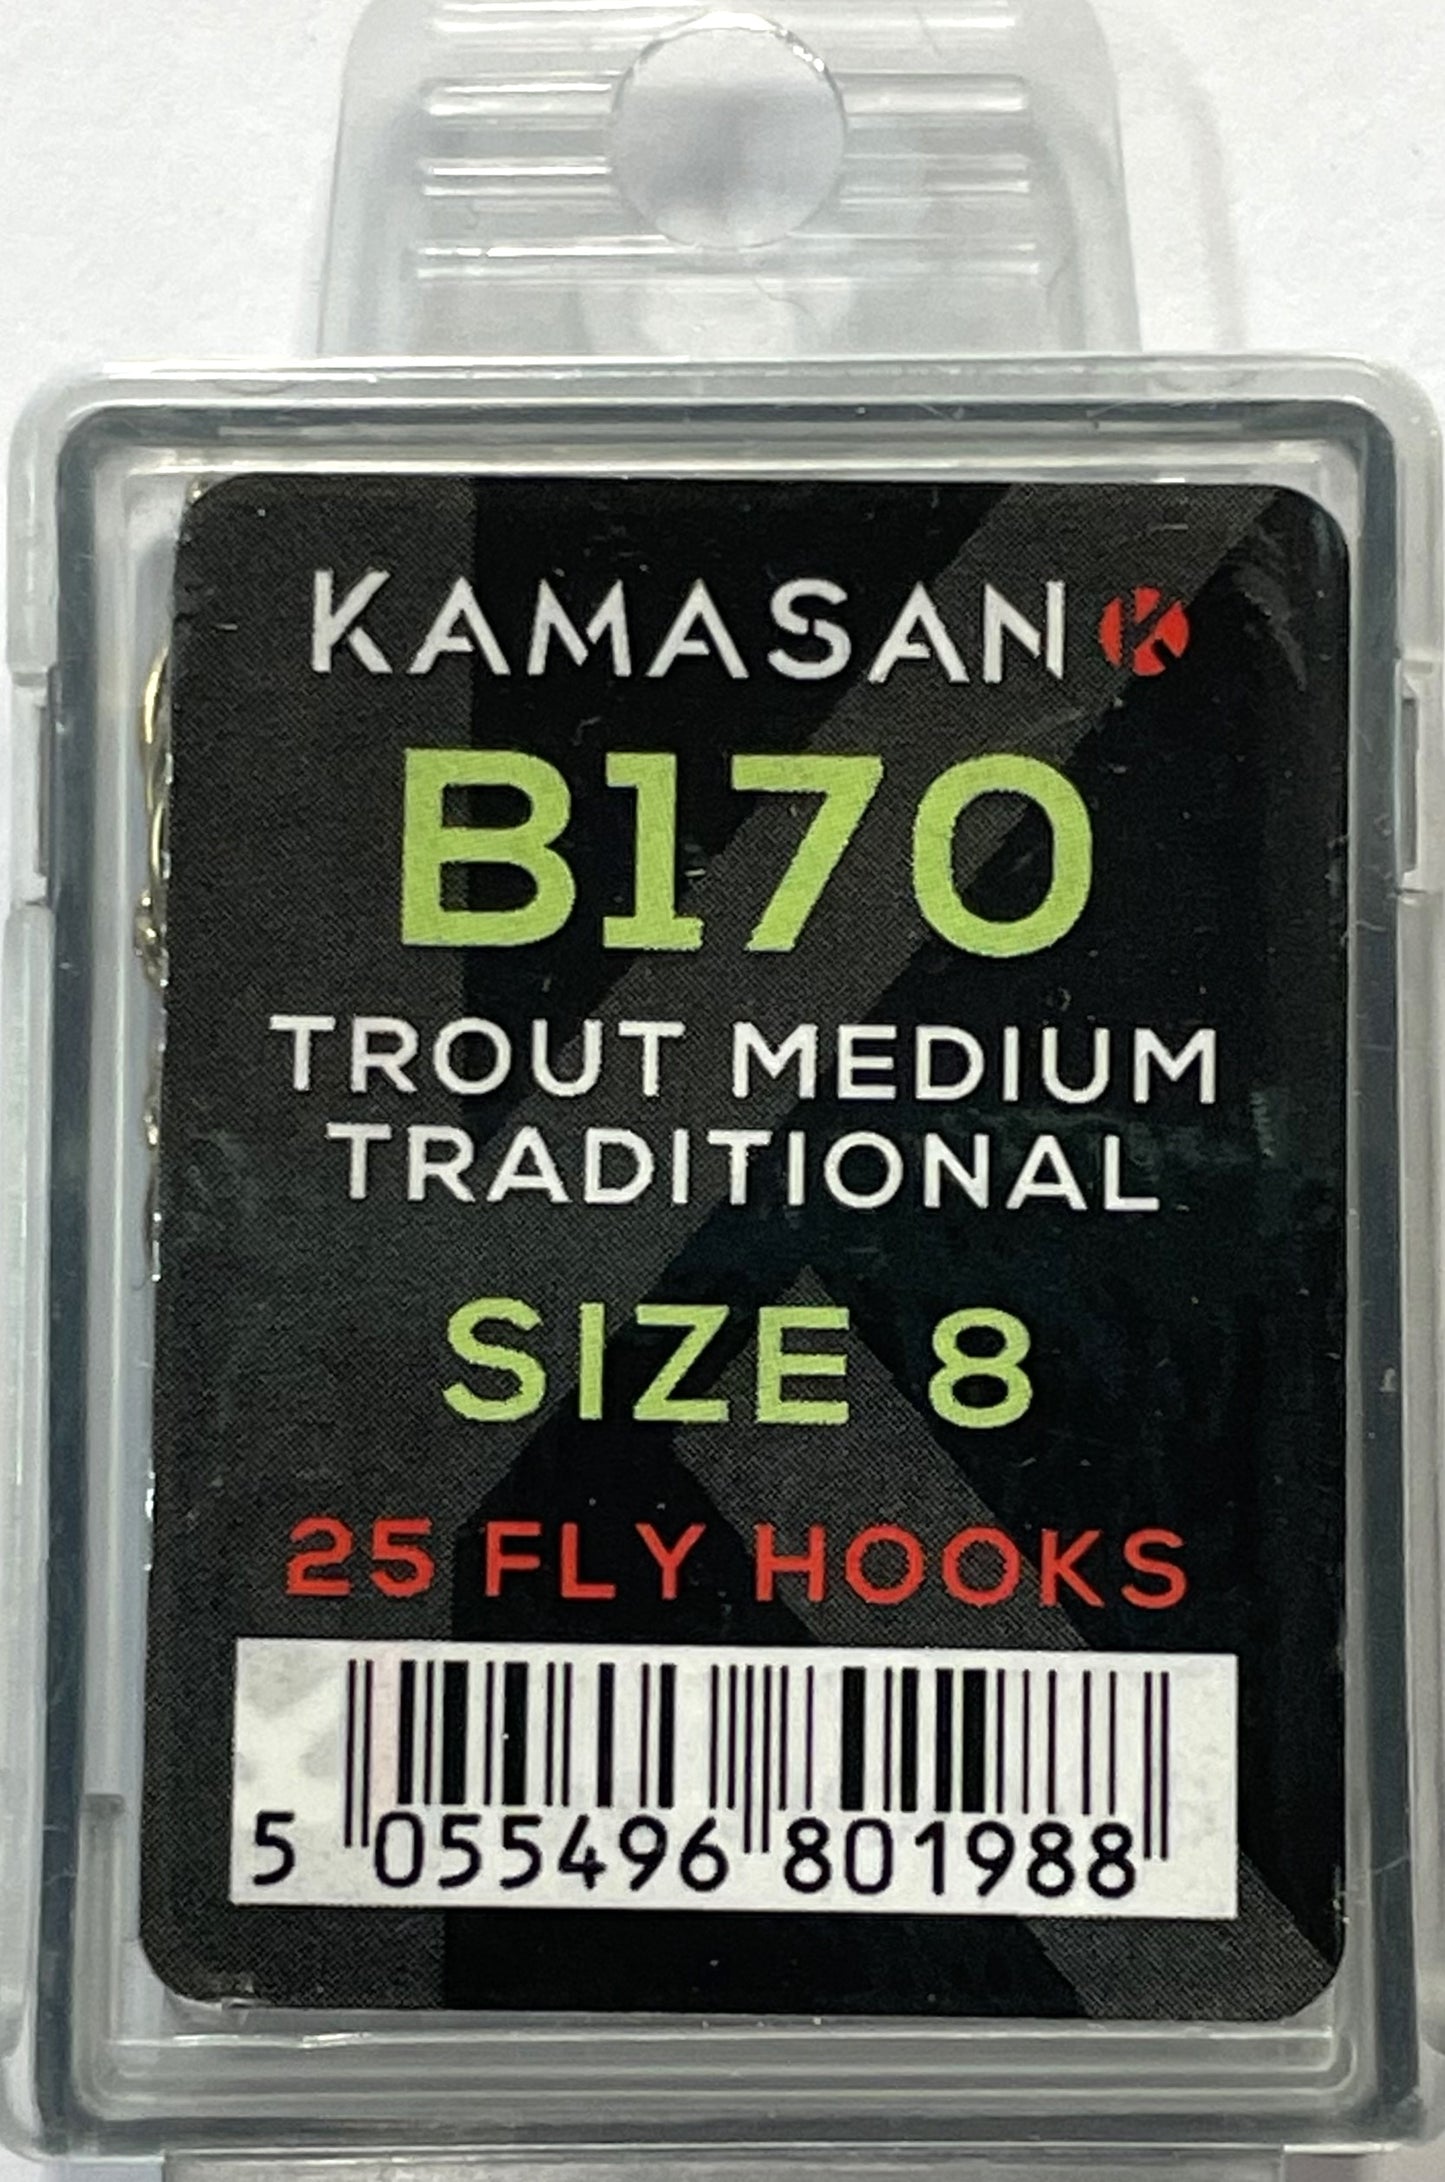 KAMASAN
B170
TROUT MEDIUM
TRADITIONAL
SIZE 8
25 FLY HOOKS
5 055496 801988